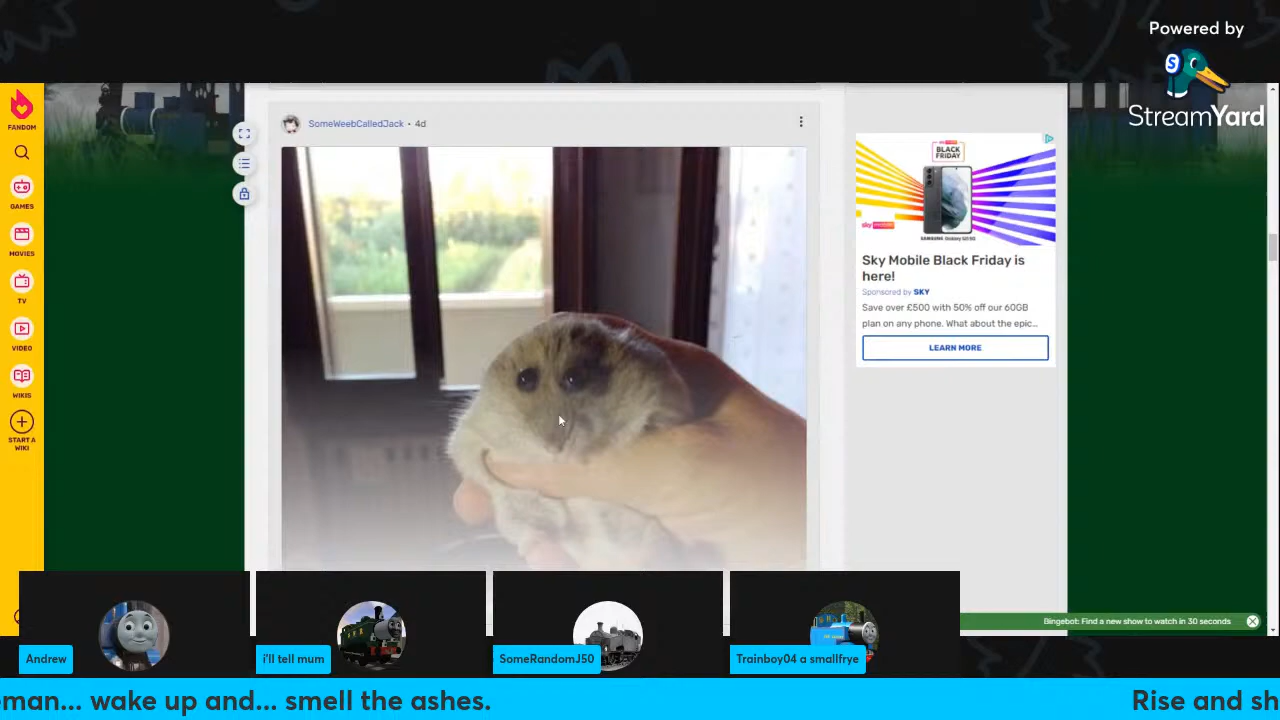 Powered by
StreamYard
FANDOM
GAMES
MOVIES
TV
VIDEO
WIKIS
START A
WIKI
SomeWeebCalledJack • 4d
BLACK
FRIDAY
sky mobile
Sky Mobile Black Friday is
here!
Sponsored by SKY
Save over £500 with 50% off our 60GB
plan on any phone. What about the epic...
LEARN MORE
Bingebot: Find a new show to watch in 30 seconds
Andrew
i'll tell mum
SomeRandomJ50
Trainboy04 a smallfrye
eman... wake up and... smell the ashes.
Rise and sh